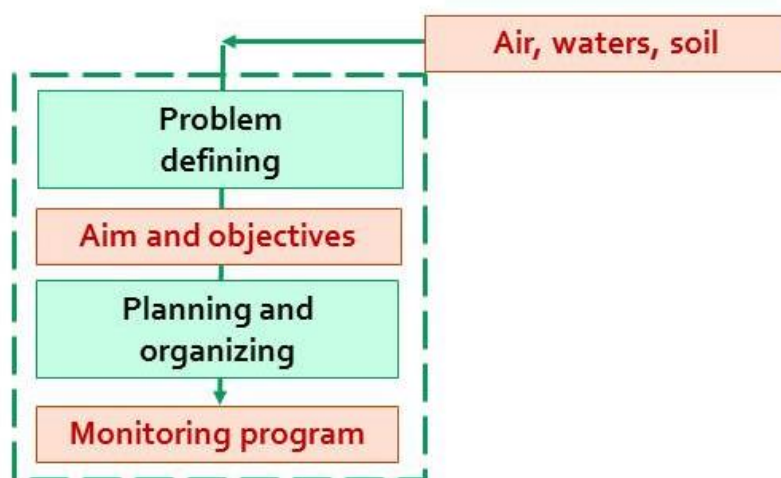 Air, waters, soil
Problem
defining
Aim and objectives
Planning and
organizing
Monitoring program